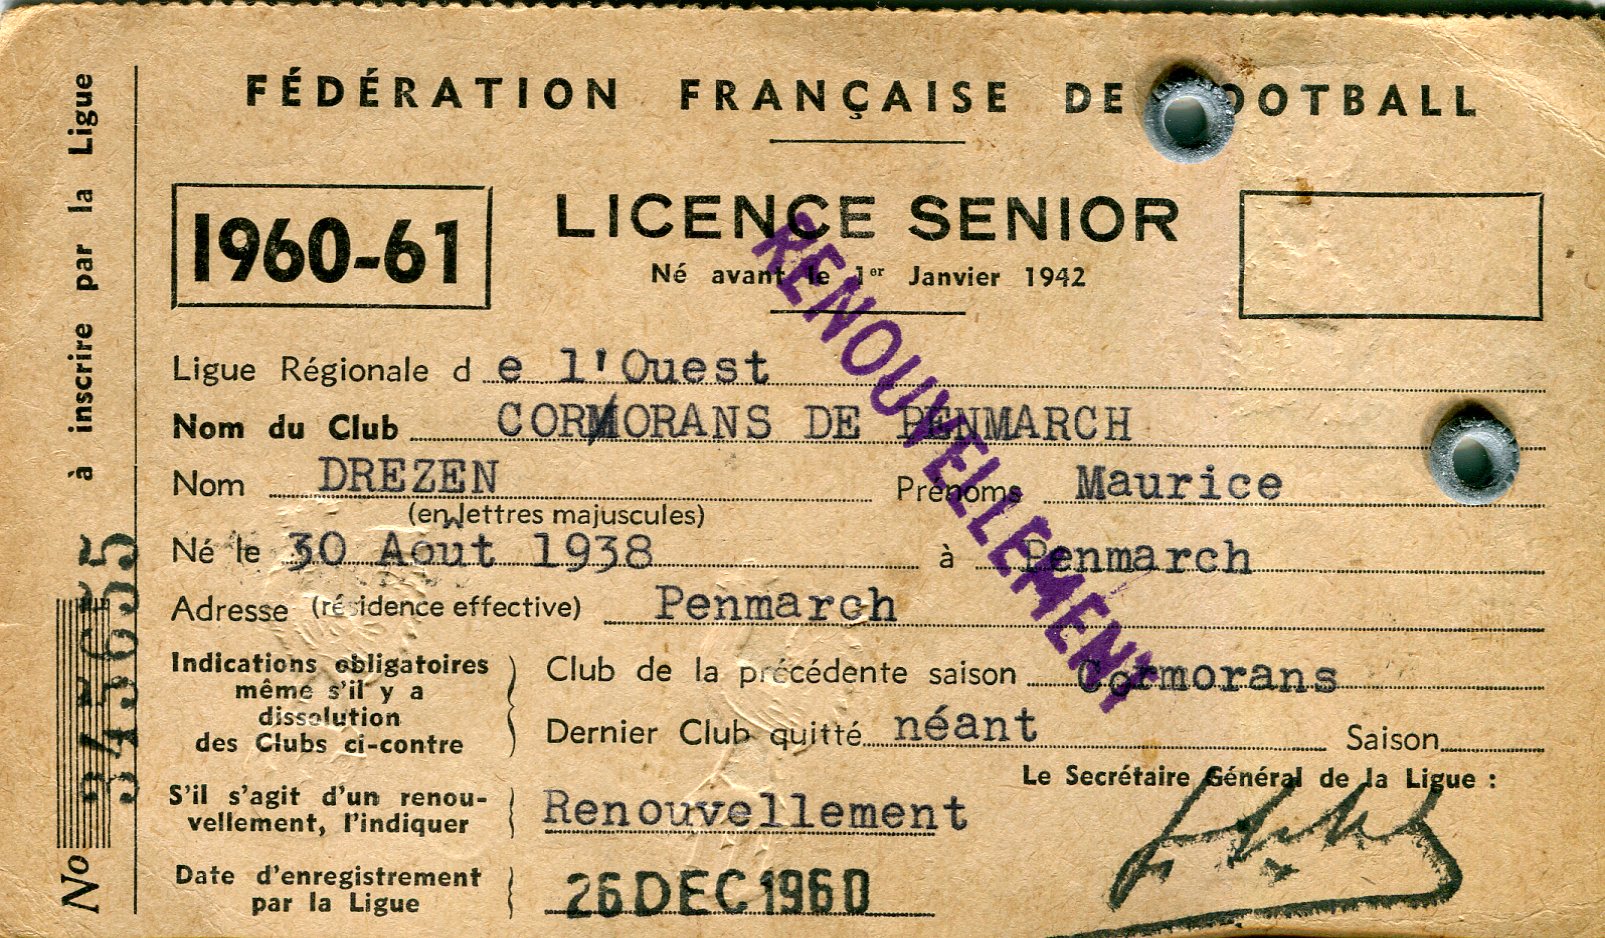 FÉDÉRATION FRANÇAISE DE FOOTBALL
1960-61
LICENCE SENIOR
Né avant le 1er Janvier 1942
RENOUVELLEMENT
Ligue Régionale d e l'Ouest
Nom du Club CORMORANS DE PENMARCH
Nom DREZEN Prénoms Maurice
(en lettres majuscules)
Né le 30 Aout 1938 à Penmarch
Adresse (résidence effective) Penmarch
Indications obligatoires
même s'il y a
dissolution
des Clubs ci-contre
Club de la précédente saison Cormorans
Dernier Club quitté néant Saison
Le Secrétaire Général de la Ligue :
S'il s'agit d'un renou-
vellement, l'indiquer
Renouvellement
Date d'enregistrement
par la Ligue
26 DEC 1960
No 345655 à inscrire par la Ligue